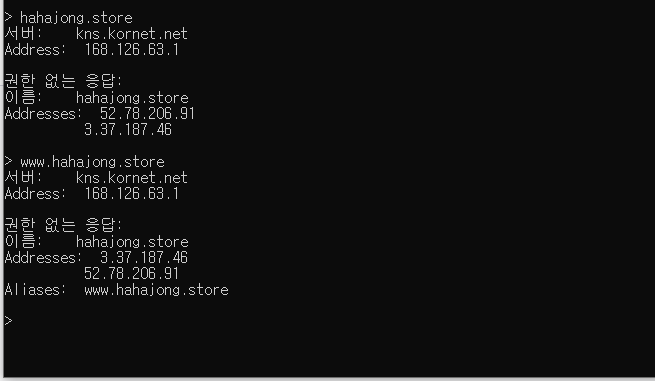 > hahajong.store
서버:    kns.kornet.net
Address:  168.126.63.1
권한 없는 응답:
이름:    hahajong.store
Addresses:  52.78.206.91
          3.37.187.46
> www.hahajong.store
서버:    kns.kornet.net
Address:  168.126.63.1
권한 없는 응답:
이름:    hahajong.store
Addresses:  3.37.187.46
          52.78.206.91
Aliases:  www.hahajong.store
>